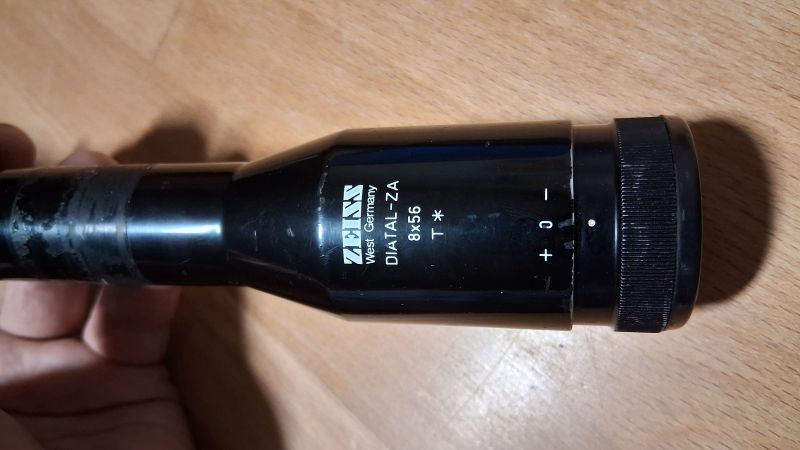 ZEISS
West Germany
DIATAL-ZA
8x56
T*
+ 0 -